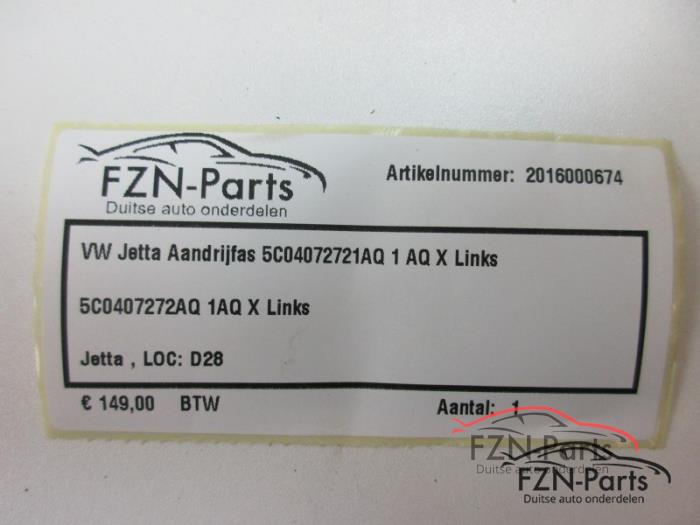 FZN-Parts
Duitse auto onderdelen
Artikelnummer: 2016000674
VW Jetta Aandrijfas 5C04072721AQ 1 AQ X Links
5C0407272AQ 1AQ X Links
Jetta , LOC: D28
€ 149,00 BTW
Aantal: 1
FZN-Parts
Duitse auto onderdelen
FZN-Parts
Duitse auto onderdelen